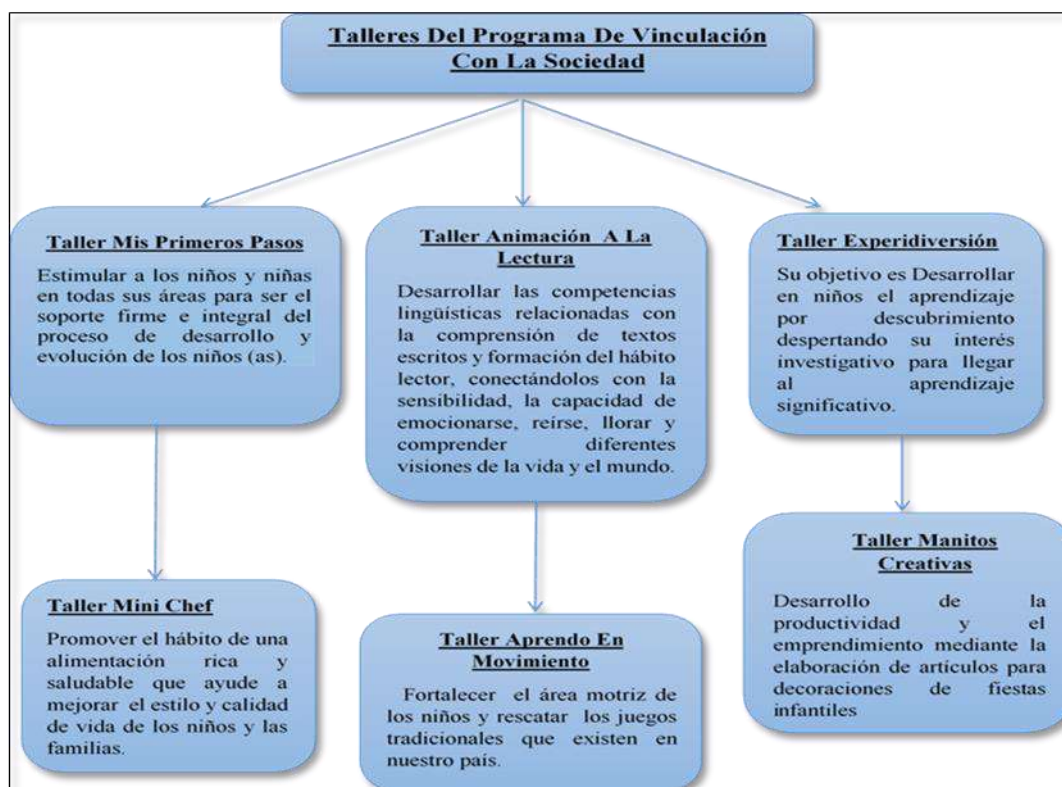 Talleres Del Programa De Vinculación
Con La Sociedad
Taller Mis Primeros Pasos
Estimular a los niños y niñas
en todas sus áreas para ser el
soporte firme e integral del
proceso de desarrollo y
evolución de los niños (as).
Taller Animación A La
Lectura
Desarrollar las competencias
lingüísticas relacionadas con
la comprensión de textos
escritos y formación del hábito
lector, conectándolos con la
sensibilidad, la capacidad de
emocionarse, reírse, llorar y
comprender diferentes
visiones de la vida y el mundo.
Taller Experidiversión
Su objetivo es Desarrollar
en niños el aprendizaje
por descubrimiento
despertando su interés
investigativo para llegar
al aprendizaje
significativo.
Taller Mini Chef
Promover el hábito de una
alimentación rica y
saludable que ayude a
mejorar el estilo y calidad
de vida de los niños y las
familias.
Taller Aprendo En
Movimiento
Fortalecer el área motriz de
los niños y rescatar los juegos
tradicionales que existen en
nuestro país.
Taller Manitos
Creativas
Desarrollo de la
productividad y el
emprendimiento mediante la
elaboración de artículos para
decoraciones de fiestas
infantiles